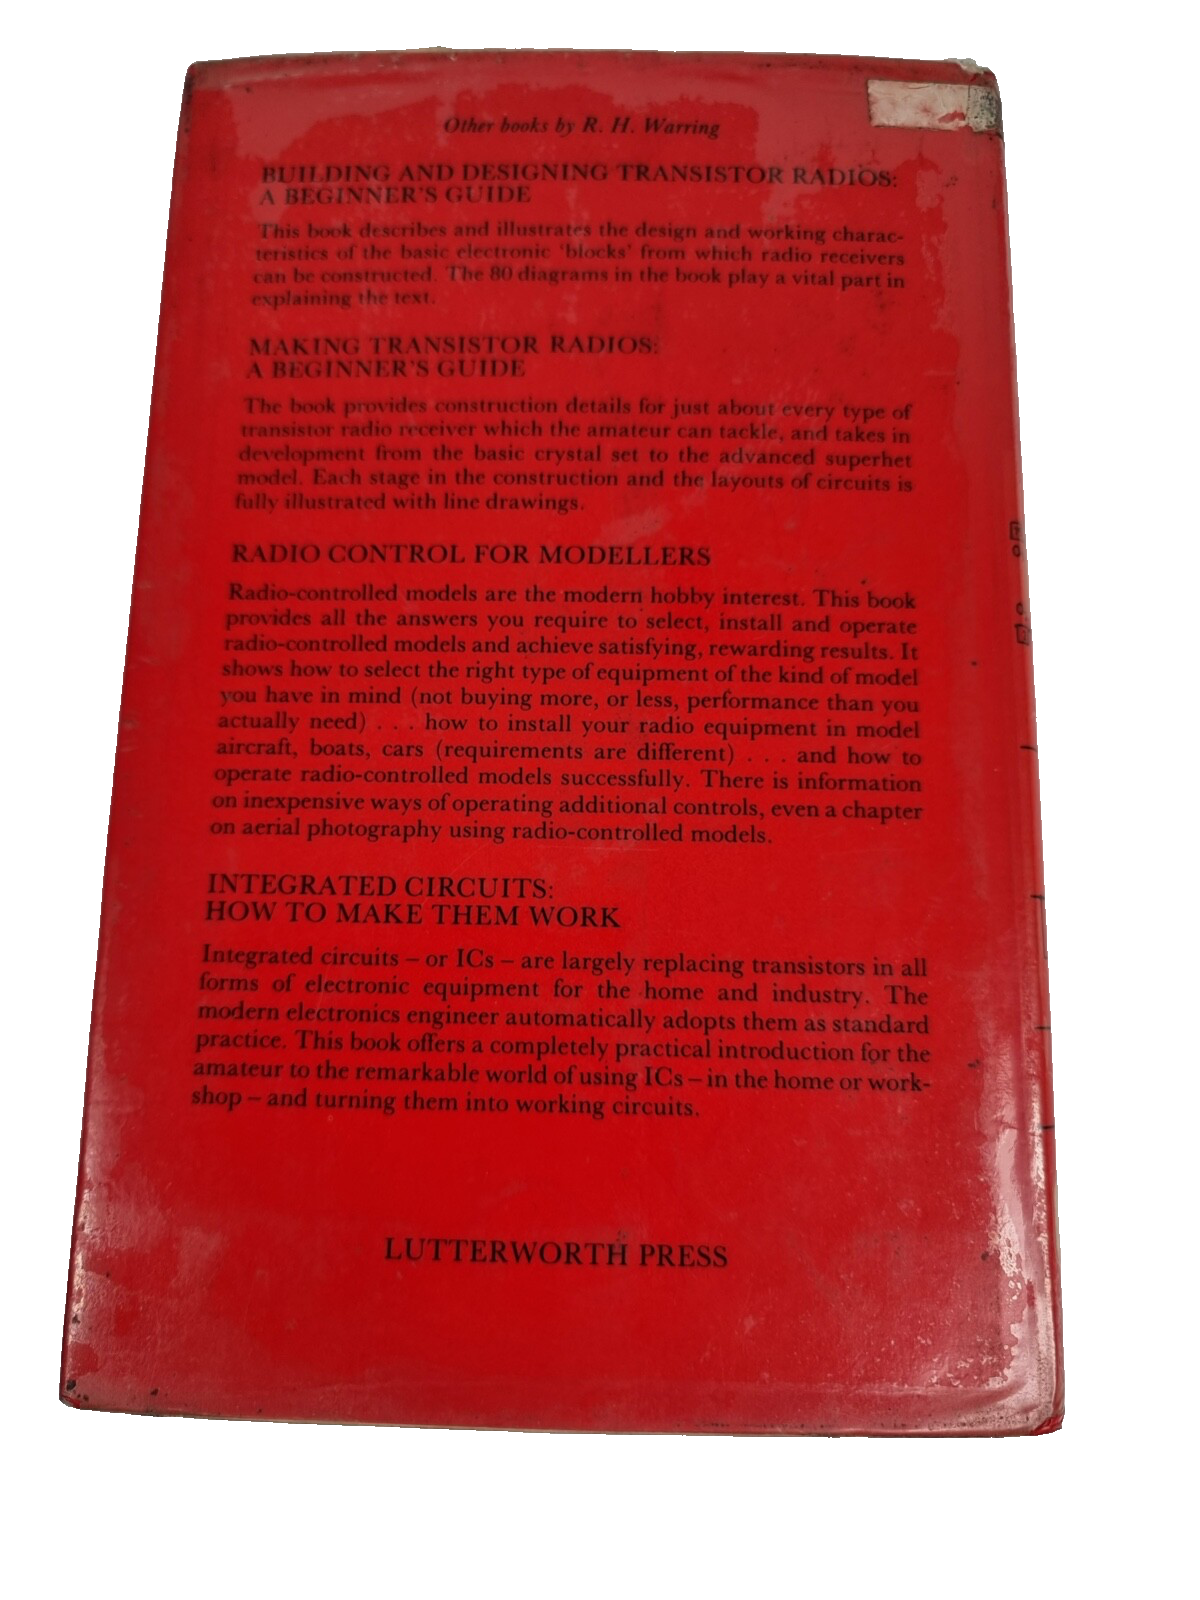 Other books by R. H. Warring
BUILDING AND DESIGNING TRANSISTOR RADIOS:
A BEGINNER'S GUIDE
This book describes and illustrates the design and working charac-
teristics of the basic electronic 'blocks' from which radio receivers
can be constructed. The 80 diagrams in the book play a vital part in
explaining the text.
MAKING TRANSISTOR RADIOS:
A BEGINNER'S GUIDE
The book provides construction details for just about every type of
transistor radio receiver which the amateur can tackle, and takes in
development from the basic crystal set to the advanced superhet
model. Each stage in the construction and the layouts of circuits is
fully illustrated with line drawings.
RADIO CONTROL FOR MODELLERS
Radio-controlled models are the modern hobby interest. This book
provides all the answers you require to select, install and operate
radio-controlled models and achieve satisfying, rewarding results. It
shows how to select the right type of equipment of the kind of model
you have in mind (not buying more, or less, performance than you
actually need) . . . how to install your radio equipment in model
aircraft, boats, cars (requirements are different) . . . and how to
operate radio-controlled models successfully. There is information
on inexpensive ways of operating additional controls, even a chapter
on aerial photography using radio-controlled models.
INTEGRATED CIRCUITS:
HOW TO MAKE THEM WORK
Integrated circuits – or ICs – are largely replacing transistors in all
forms of electronic equipment for the home and industry. The
modern electronics engineer automatically adopts them as standard
practice. This book offers a completely practical introduction for the
amateur to the remarkable world of using ICs – in the home or work-
shop – and turning them into working circuits.
LUTTERWORTH PRESS